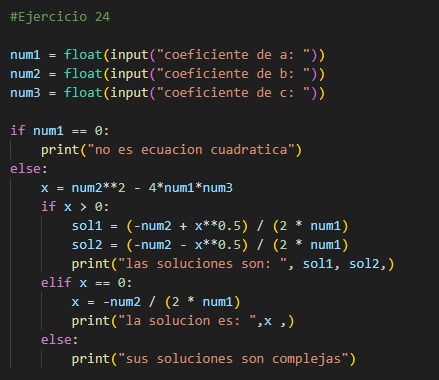 #Ejercicio 24
num1 = float(input("coeficiente de a: "))
num2 = float(input("coeficiente de b: "))
num3 = float(input("coeficiente de c: "))
if num1 == 0:
    print("no es ecuacion cuadratica")
else:
    x = num2**2 - 4*num1*num3
    if x > 0:
        sol1 = (-num2 + x**0.5) / (2 * num1)
        sol2 = (-num2 - x**0.5) / (2 * num1)
        print("las soluciones son: ", sol1, sol2,)
    elif x == 0:
        x = -num2 / (2 * num1)
        print("la solucion es: ",x ,)
    else:
        print("sus soluciones son complejas")